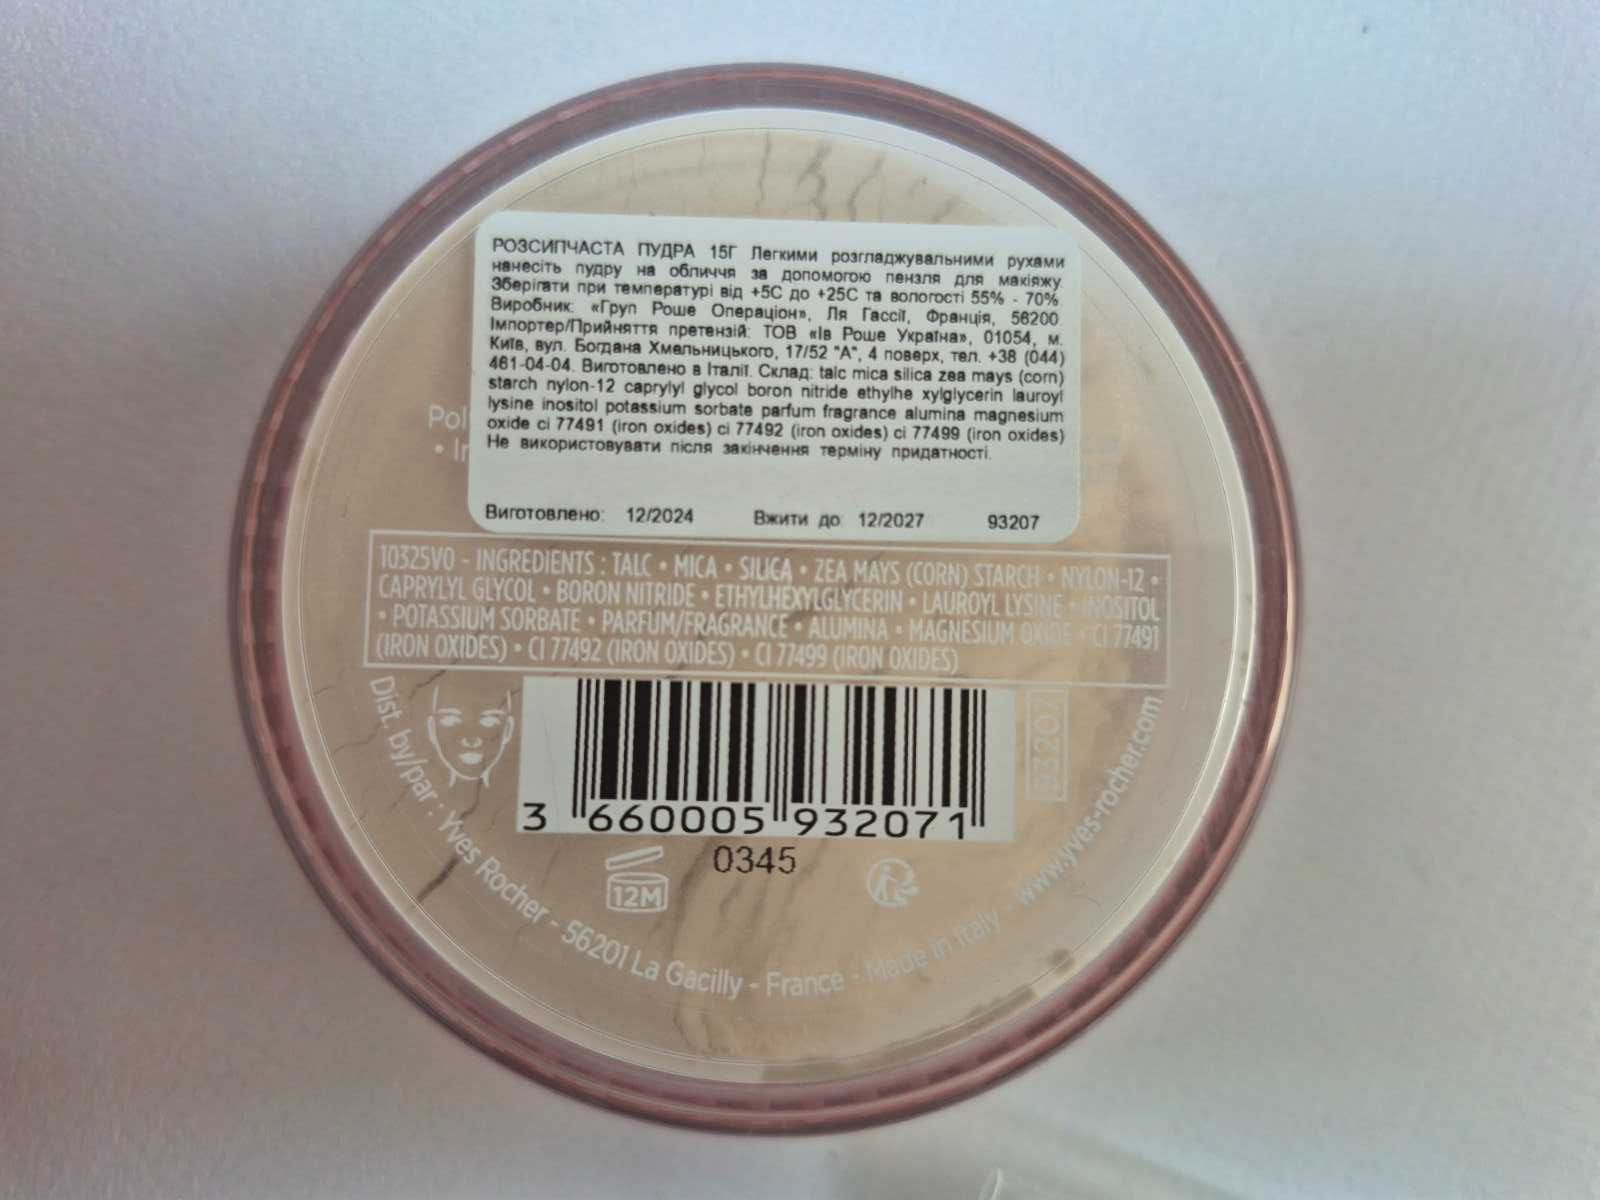 РОЗСИПЧАСТА ПУДРА 15Г Легкими розгладжувальними рухами
нанесіть пудру на обличчя за допомогою пензля для макіяжу.
Зберігати при температурі від +5С до +25С та вологості 55% - 70%.
Виробник: «Груп Роше Операціон», Ля Гассії, Франція, 56200.
Імпортер/Прийняття претензій: ТОВ «Ів Роше Україна», 01054, м.
Київ, вул. Богдана Хмельницького, 17/52 "А", 4 поверх, тел. +38 (044)
461-04-04. Виготовлено в Італії. Склад: talc mica silica zea mays (corn)
starch nylon-12 caprylyl glycol boron nitride ethylhe xylglycerin lauroyl
lysine inositol potassium sorbate parfum fragrance alumina magnesium
oxide ci 77491 (iron oxides) ci 77492 (iron oxides) ci 77499 (iron oxides)
Не використовувати після закінчення терміну придатності.
Виготовлено: 12/2024 Вжити до: 12/2027 93207
10325V0 - INGREDIENTS : TALC • MICA • SILICA • ZEA MAYS (CORN) STARCH • NYLON-12 •
CAPRYLYL GLYCOL • BORON NITRIDE • ETHYLHEXYLGLYCERIN • LAUROYL LYSINE • INOSITOL
• POTASSIUM SORBATE • PARFUM/FRAGRANCE • ALUMINA • MAGNESIUM OXIDE • CI 77491
(IRON OXIDES) • CI 77492 (IRON OXIDES) • CI 77499 (IRON OXIDES)
93207
3 660005 932071
0345
12M
Dist. by/par : Yves Rocher - 56201 La Gacilly - France - Made in Italy - www.yves-rocher.com